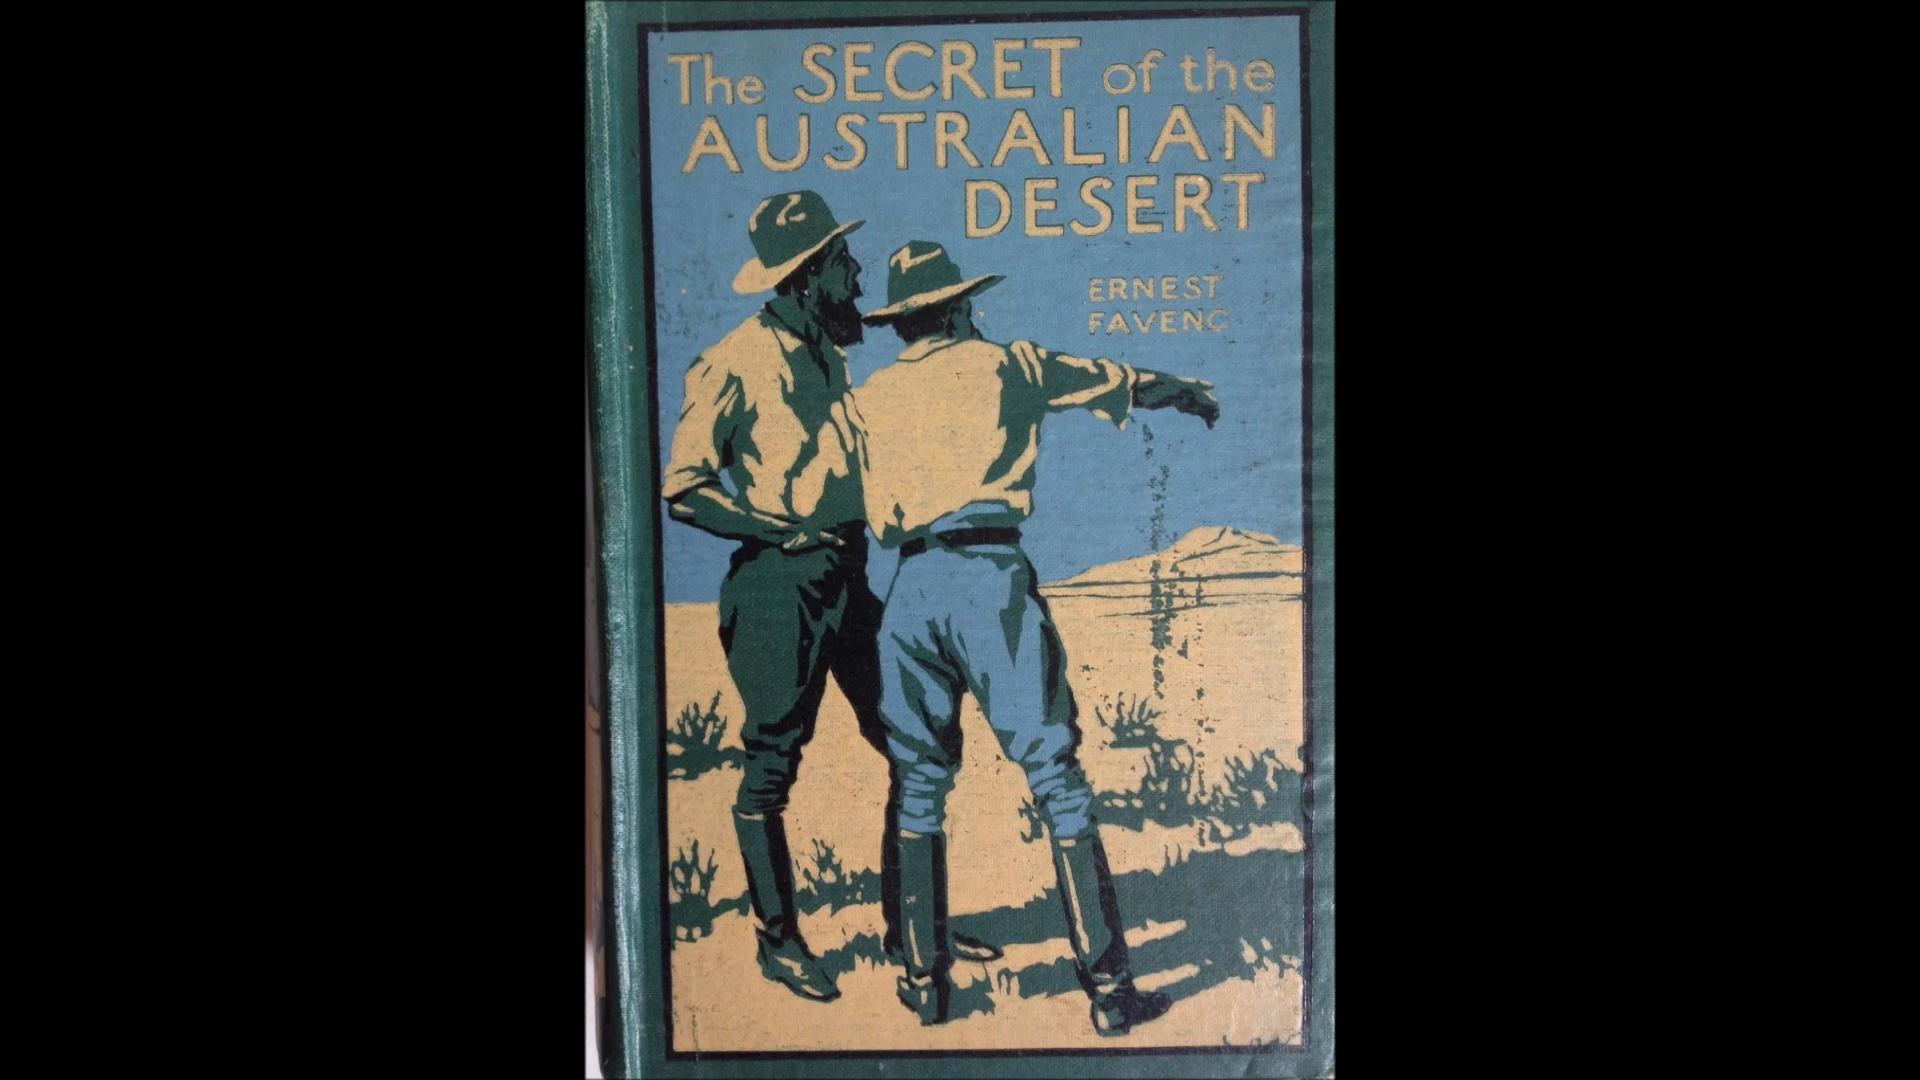 The SECRET of the
AUSTRALIAN
DESERT
ERNEST
FAVENC